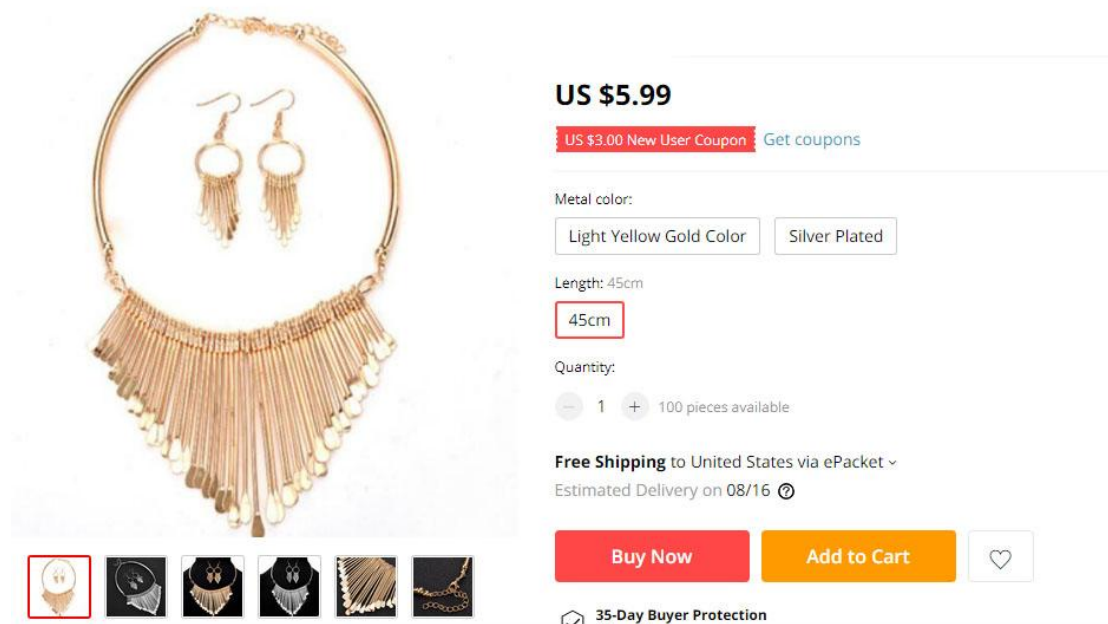 US $5.99
US $3.00 New User Coupon Get coupons
Metal color:
Light Yellow Gold Color Silver Plated
Length: 45cm
45cm
Quantity:
− 1 + 100 pieces available
Free Shipping to United States via ePacket
Estimated Delivery on 08/16 ?
Buy Now Add to Cart
35-Day Buyer Protection